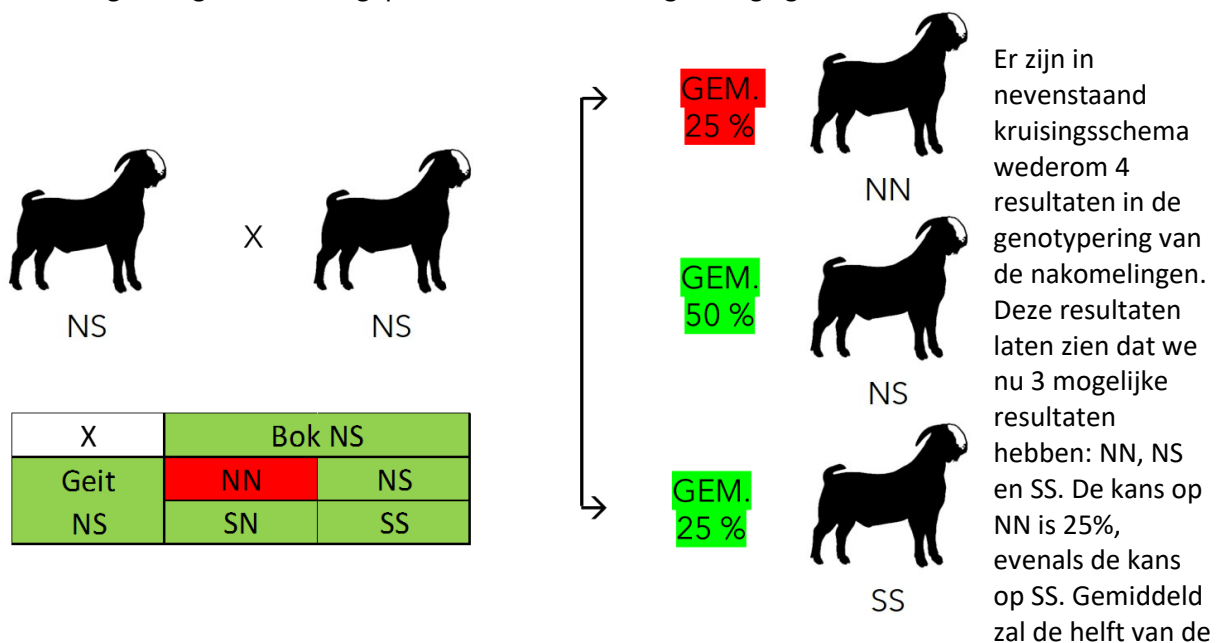 GEM.
25 %
NN
NS
X
NS
GEM.
50 %
NS
GEM.
25 %
SS
X
Bok NS
Geit
NN
NS
NS
SN
SS
Er zijn in
nevenstaand
kruisingsschema
wederom 4
resultaten in de
genotypering van
de nakomelingen.
Deze resultaten
laten zien dat we
nu 3 mogelijke
resultaten
hebben: NN, NS
en SS. De kans op
NN is 25%,
evenals de kans
op SS. Gemiddeld
zal de helft van de